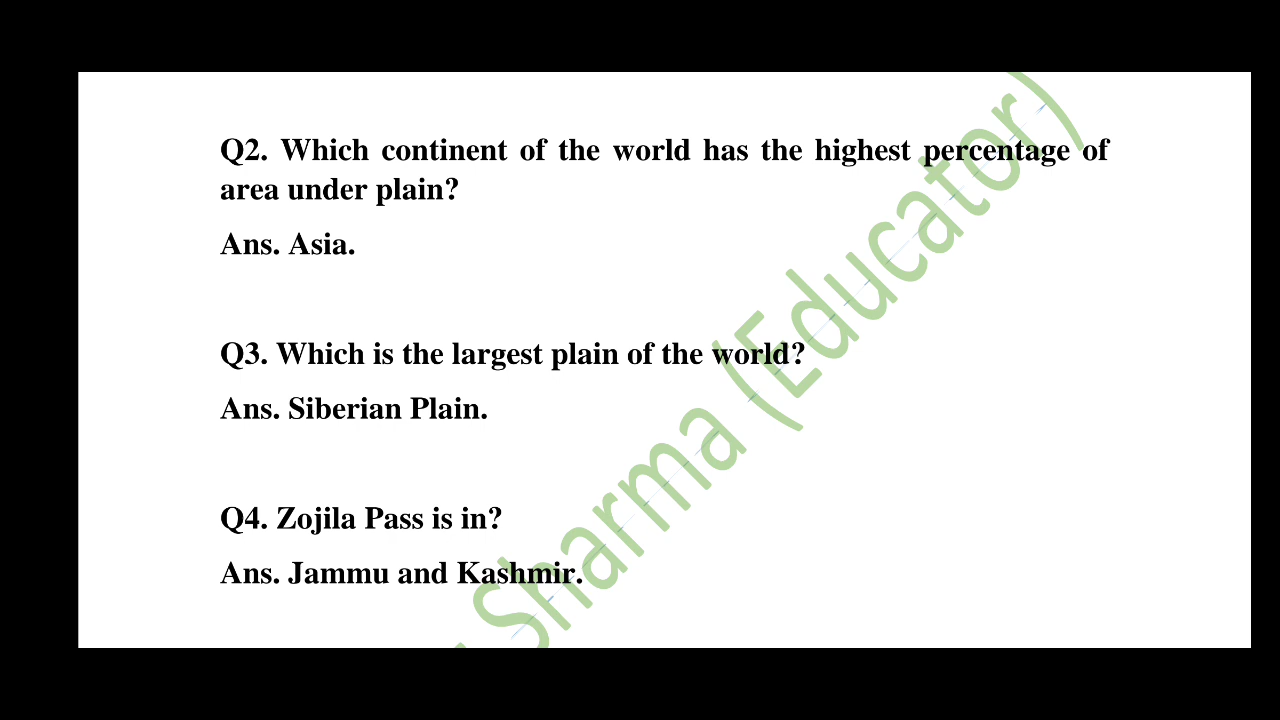 Q2. Which continent of the world has the highest percentage of
area under plain?
Ans. Asia.
Q3. Which is the largest plain of the world?
Ans. Siberian Plain.
Q4. Zojila Pass is in?
Ans. Jammu and Kashmir.
Sharma (Educator)